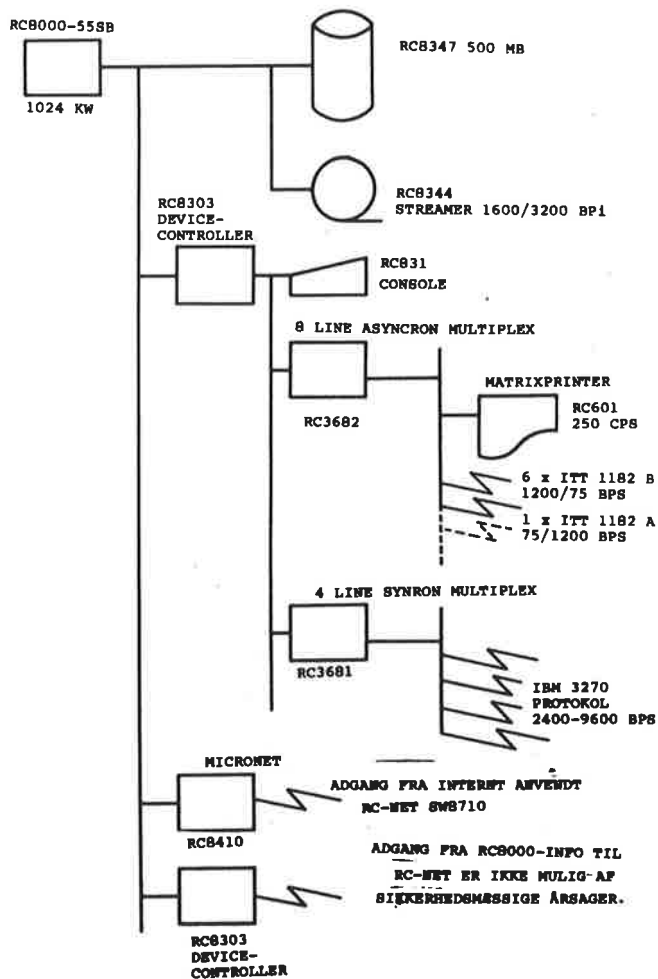 RC8000-55SB
1024 KW
RC8347 500 MB
RC8344
STREAMER 1600/3200 BPi
RC8303
DEVICE-
CONTROLLER
RC831
CONSOLE
8 LINE ASYNCRON MULTIPLEX
RC3682
MATRIXPRINTER
RC601
250 CPS
6 x ITT 1182 B
1200/75 BPS
1 x ITT 1182 A
75/1200 BPS
4 LINE SYNRON MULTIPLEX
RC3681
IBM 3270
PROTOKOL
2400-9600 BPS
MICRONET
RC8410
ADGANG FRA INTERNT ANVENDT
RC-NET SW8710
ADGANG FRA RC8000-INFO TIL
RC-NET ER IKKE MULIG AF
SIKKERHEDSMÆSSIGE ÅRSAGER.
RC8303
DEVICE-
CONTROLLER